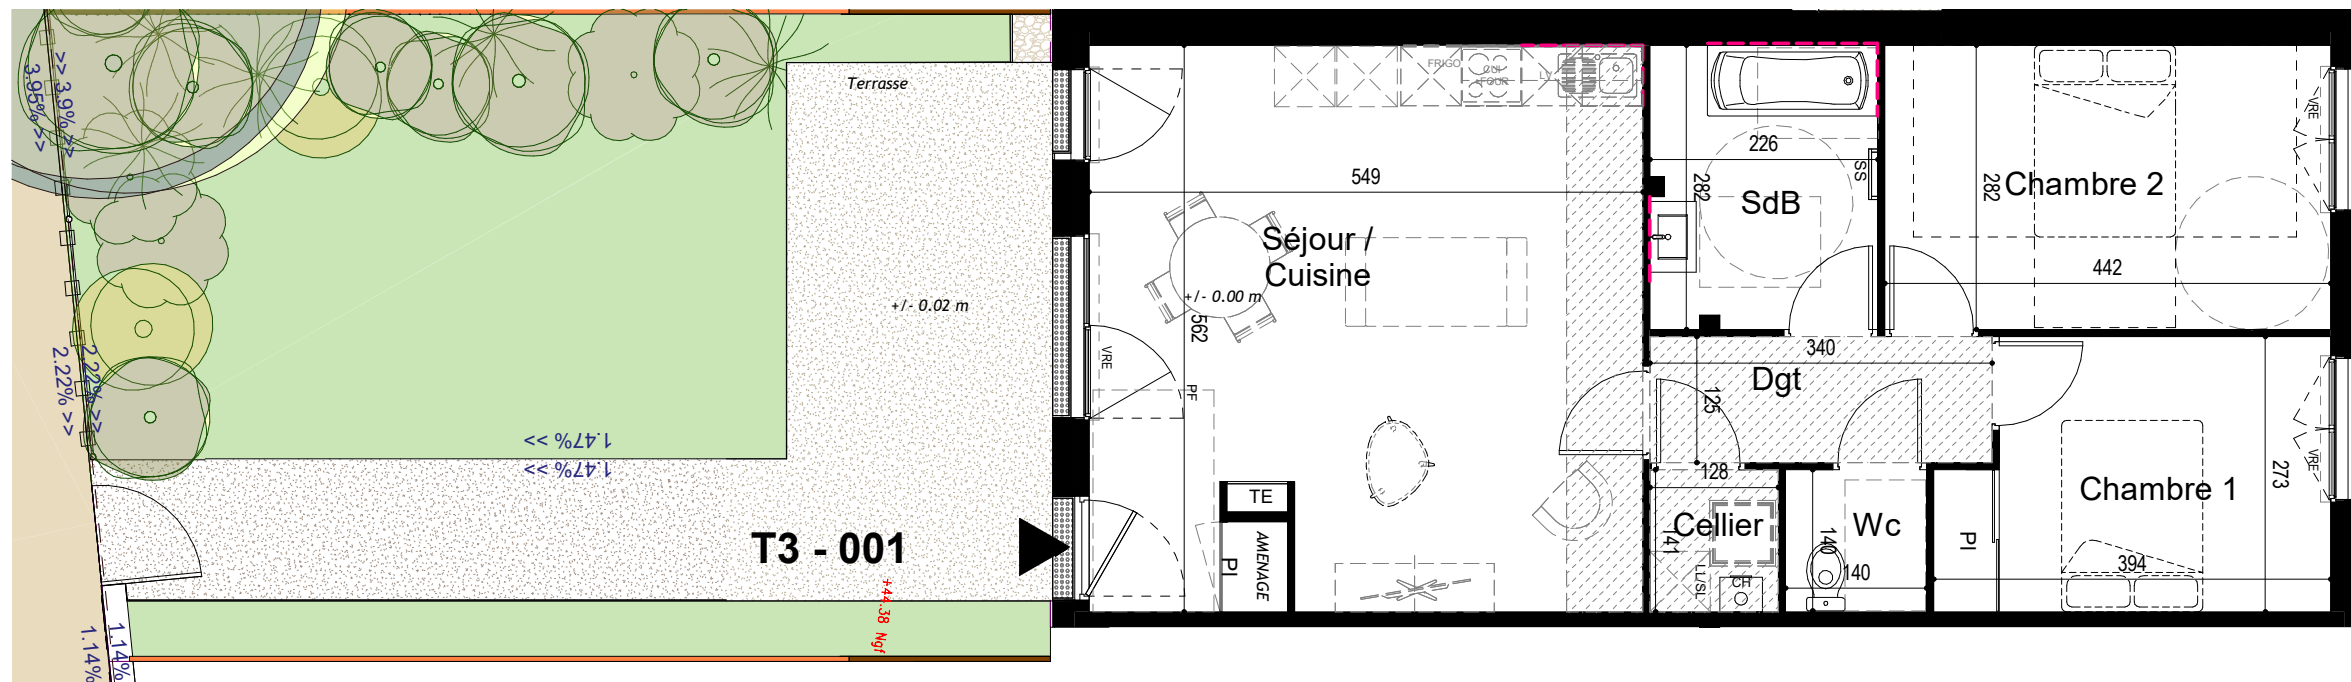 >> 3.9% >>
3.95% >>
2.22% >>
2.22% >>
1.47% >>
1.47% >>
1.14%
1.14%
Terrasse
+/- 0.02 m
T3 - 001
+44.38 Ngf
549
562
Séjour /
Cuisine
+/- 0.00 m
FRIGO
CUI
FOUR
LV
VRE
PF
TE
PI
AMENAGE
226
282
SdB
SS
282
Chambre 2
442
VRE
340
Dgt
125
128
Cellier
141
LL/SL
CH
Wc
140
140
PI
Chambre 1
273
394
VRE